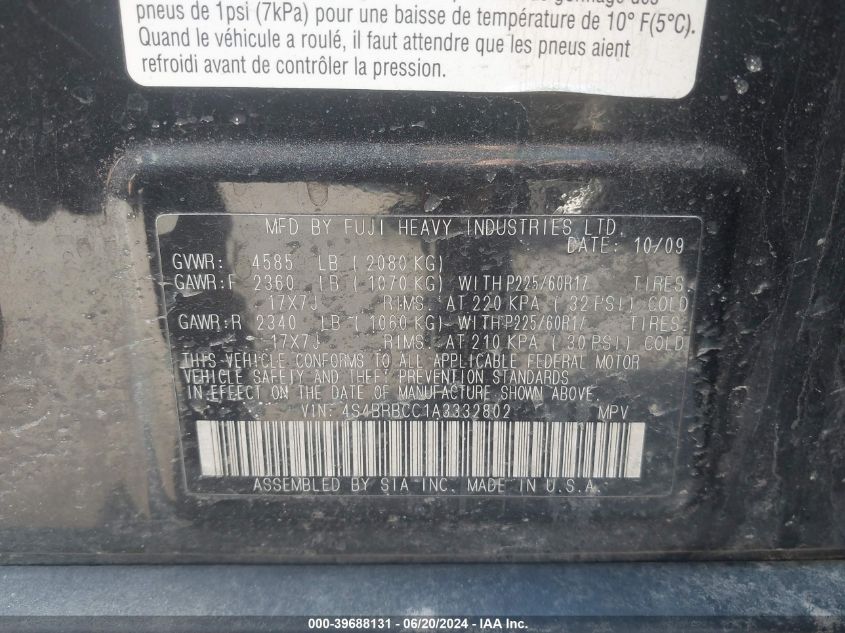 pneus de 1psi (7kPa) pour une baisse de température de 10° F(5°C).
Quand le véhicule a roulé, il faut attendre que les pneus aient
refroidi avant de contrôler la pression.
MFD BY FUJI HEAVY INDUSTRIES LTD.
DATE: 10/09
GVWR: 4585 LB ( 2080 KG)
GAWR:F 2360 LB ( 1070 KG) WITH P225/60R17 TIRES
17X7J RIMS. AT 220 KPA ( 32 PSI) COLD
GAWR:R 2340 LB ( 1060 KG) WITH P225/60R17 TIRES
17X7J RIMS. AT 210 KPA ( 30 PSI) COLD
THIS VEHICLE CONFORMS TO ALL APPLICABLE FEDERAL MOTOR
VEHICLE SAFETY AND THEFT PREVENTION STANDARDS
IN EFFECT ON THE DATE OF MANUFACTURE SHOWN ABOVE.
VIN: 4S4BRBCC1A3332802 MPV
ASSEMBLED BY SIA INC. MADE IN U.S.A.
000-39688131 - 06/20/2024 - IAA Inc.